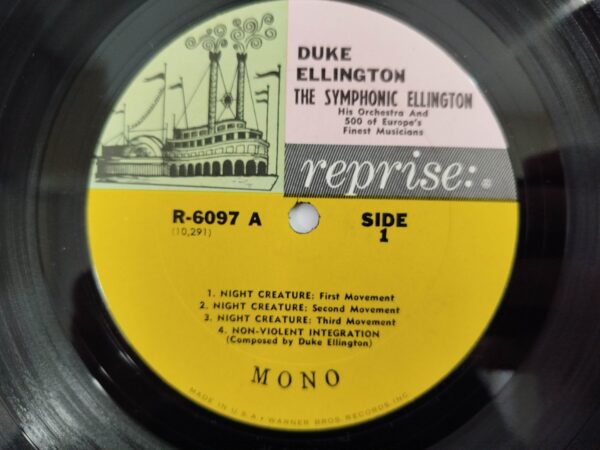 DUKE
ELLINGTON
THE SYMPHONIC ELLINGTON
His Orchestra And
500 of Europe's
Finest Musicians
reprise:®
R-6097 A
(10,291)
SIDE
1
1. NIGHT CREATURE: First Movement
2. NIGHT CREATURE: Second Movement
3. NIGHT CREATURE: Third Movement
4. NON-VIOLENT INTEGRATION
(Composed by Duke Ellington)
MONO
MADE IN U.S.A. • WARNER BROS. RECORDS INC.